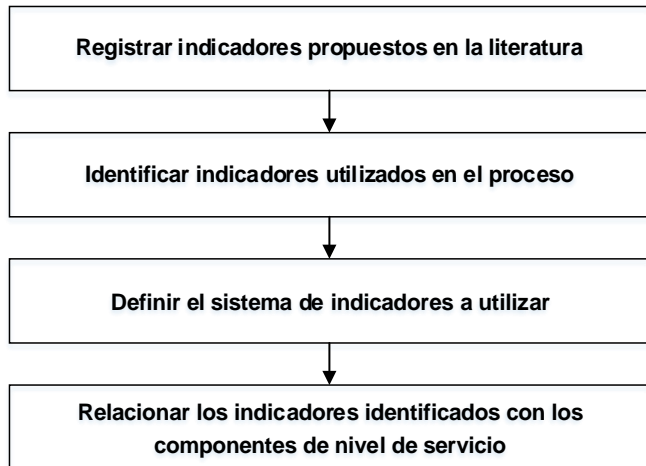 Registrar indicadores propuestos en la literatura
Identificar indicadores utilizados en el proceso
Definir el sistema de indicadores a utilizar
Relacionar los indicadores identificados con los
componentes de nivel de servicio